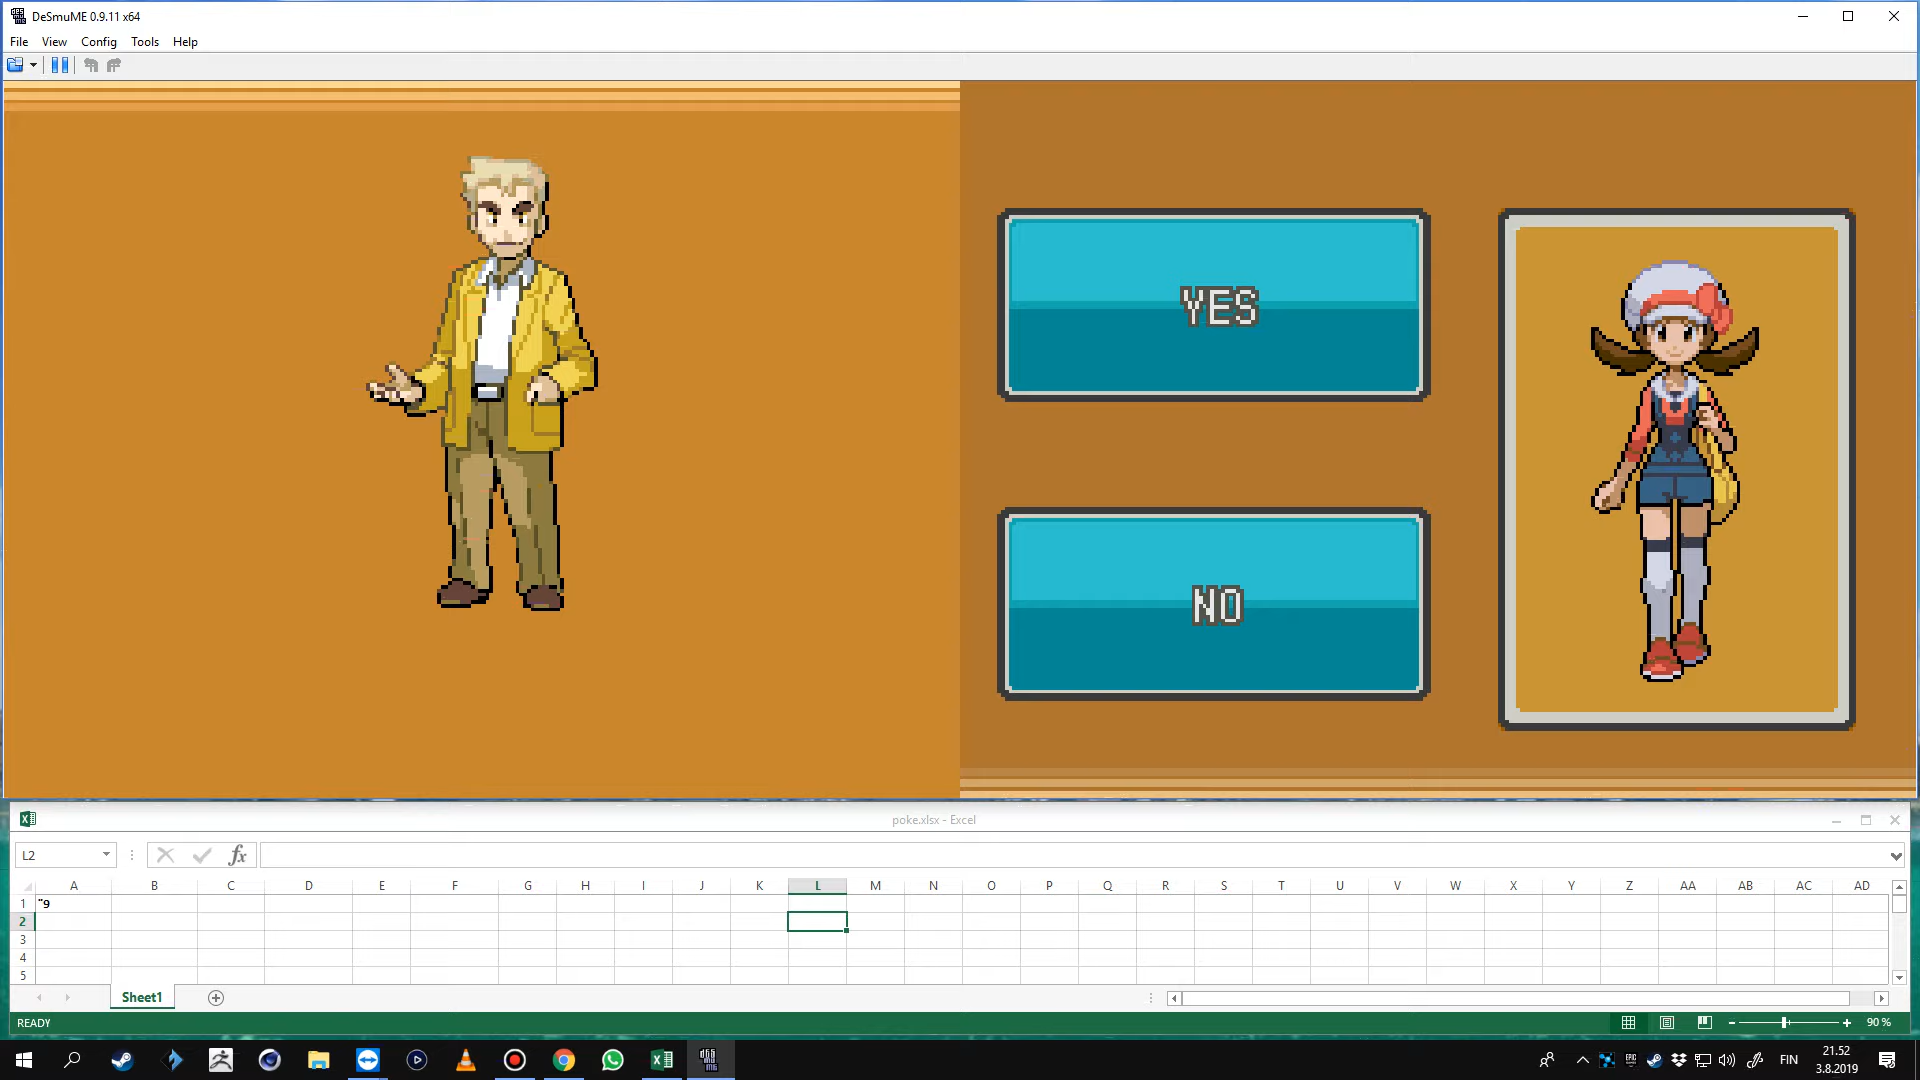 DeSmuME 0.9.11 x64
File View Config Tools Help
YES
NO
poke.xlsx - Excel
L2
fx
A B C D E F G H I J K L M N O P Q R S T U V W X Y Z AA AB AC AD
1 "9
2
3
4
5
Sheet1
READY
90 %
FIN
21.52
3.8.2019